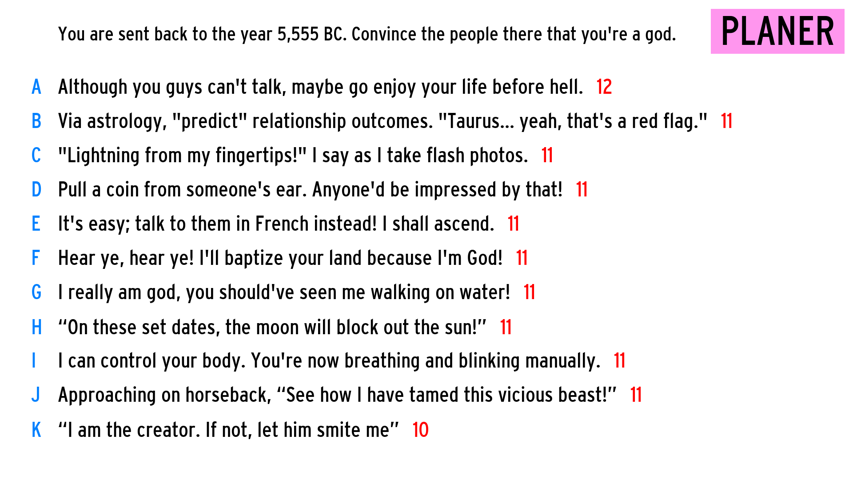 You are sent back to the year 5,555 BC. Convince the people there that you're a god.
PLANER
A Although you guys can't talk, maybe go enjoy your life before hell. 12
B Via astrology, "predict" relationship outcomes. "Taurus... yeah, that's a red flag." 11
C "Lightning from my fingertips!" I say as I take flash photos. 11
D Pull a coin from someone's ear. Anyone'd be impressed by that! 11
E It's easy; talk to them in French instead! I shall ascend. 11
F Hear ye, hear ye! I'll baptize your land because I'm God! 11
G I really am god, you should've seen me walking on water! 11
H “On these set dates, the moon will block out the sun!” 11
I I can control your body. You're now breathing and blinking manually. 11
J Approaching on horseback, “See how I have tamed this vicious beast!” 11
K “I am the creator. If not, let him smite me” 10